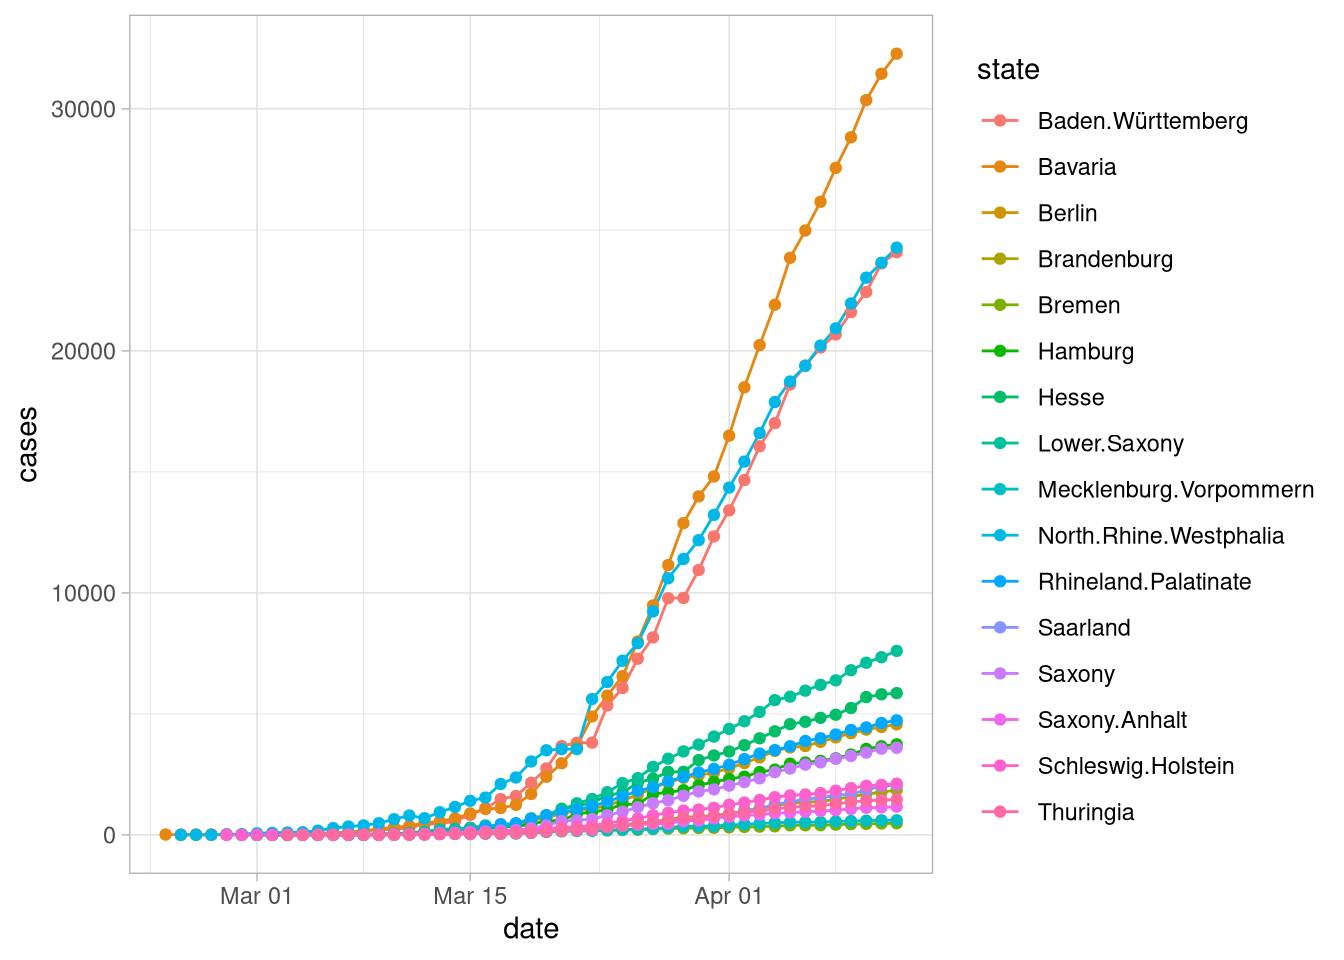 30000
20000
10000
0
cases
Mar 01
Mar 15
Apr 01
date
state
Baden.Württemberg
Bavaria
Berlin
Brandenburg
Bremen
Hamburg
Hesse
Lower.Saxony
Mecklenburg.Vorpommern
North.Rhine.Westphalia
Rhineland.Palatinate
Saarland
Saxony
Saxony.Anhalt
Schleswig.Holstein
Thuringia